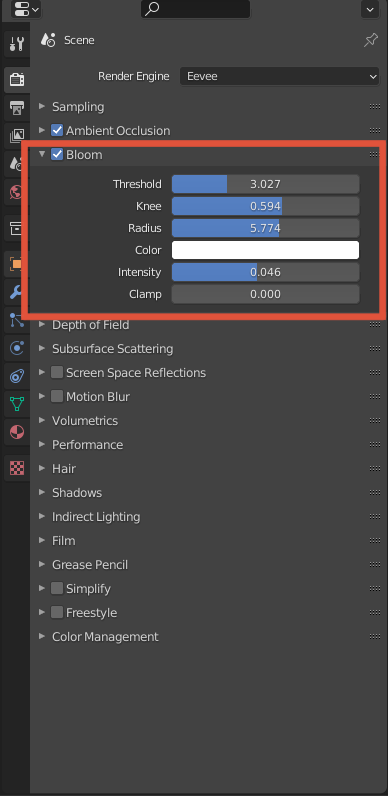 Scene
Render Engine Eevee
Sampling
Ambient Occlusion
Bloom
Threshold 3.027
Knee 0.594
Radius 5.774
Color
Intensity 0.046
Clamp 0.000
Depth of Field
Subsurface Scattering
Screen Space Reflections
Motion Blur
Volumetrics
Performance
Hair
Shadows
Indirect Lighting
Film
Grease Pencil
Simplify
Freestyle
Color Management